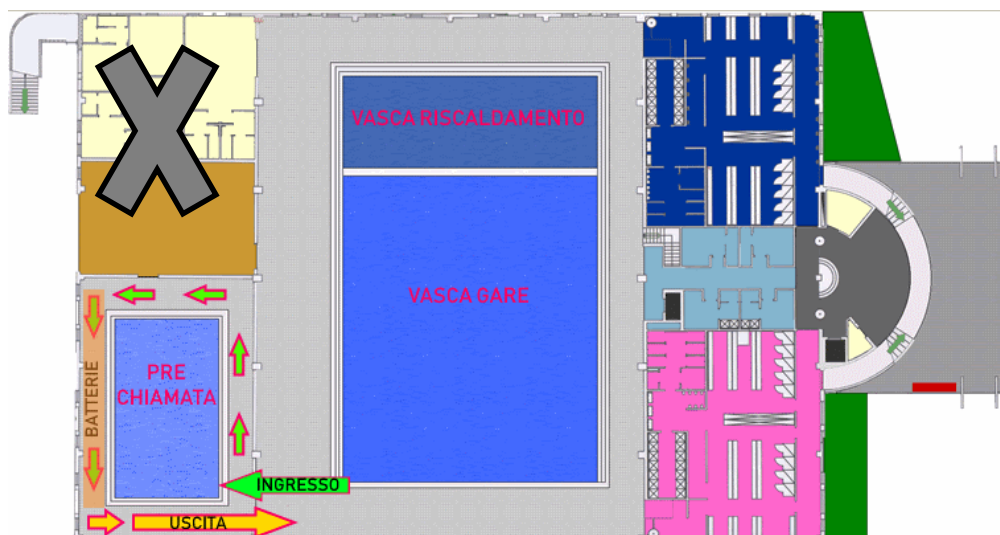 VASCA RISCALDAMENTO
VASCA GARE
PRE
CHIAMATA
BATTERIE
INGRESSO
USCITA